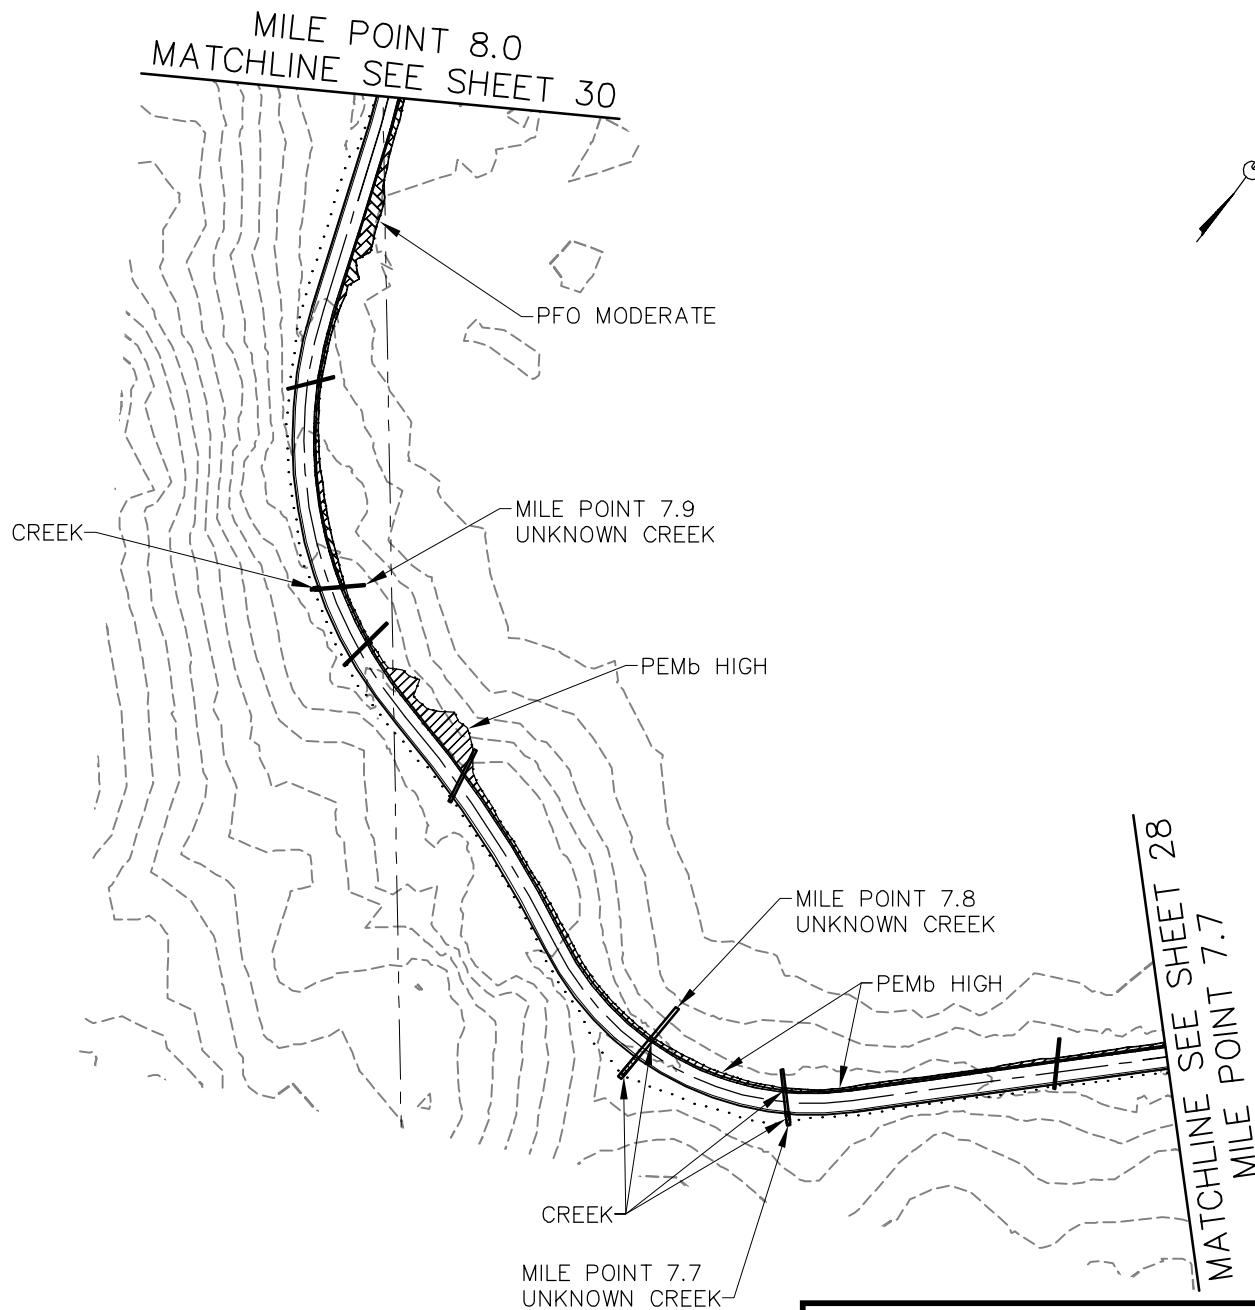 MILE POINT 8.0
MATCHLINE SEE SHEET 30
PFO MODERATE
MILE POINT 7.9
UNKNOWN CREEK
CREEK
PEMb HIGH
MILE POINT 7.8
UNKNOWN CREEK
PEMb HIGH
MATCHLINE SEE SHEET 28
MILE POINT 7.7
CREEK
MILE POINT 7.7
UNKNOWN CREEK